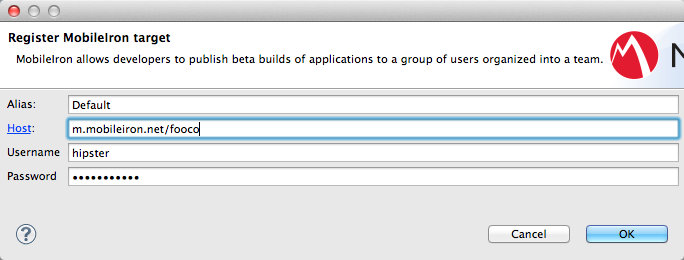 Register MobileIron target
MobileIron allows developers to publish beta builds of applications to a group of users organized into a team.
Alias: Default
Host: m.mobileiron.net/fooco
Username hipster
Password •••••••••••
? Cancel OK